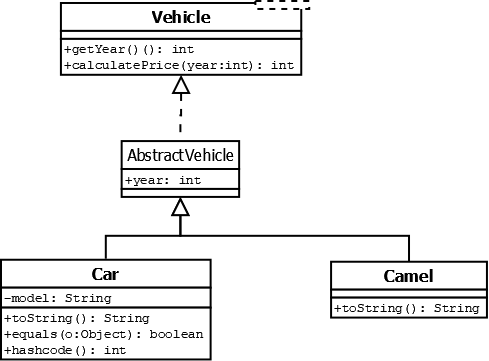 Vehicle
+getYear()(): int
+calculatePrice(year:int): int
AbstractVehicle
+year: int
Car
-model: String
+toString(): String
+equals(o:Object): boolean
+hashcode(): int
Camel
+toString(): String